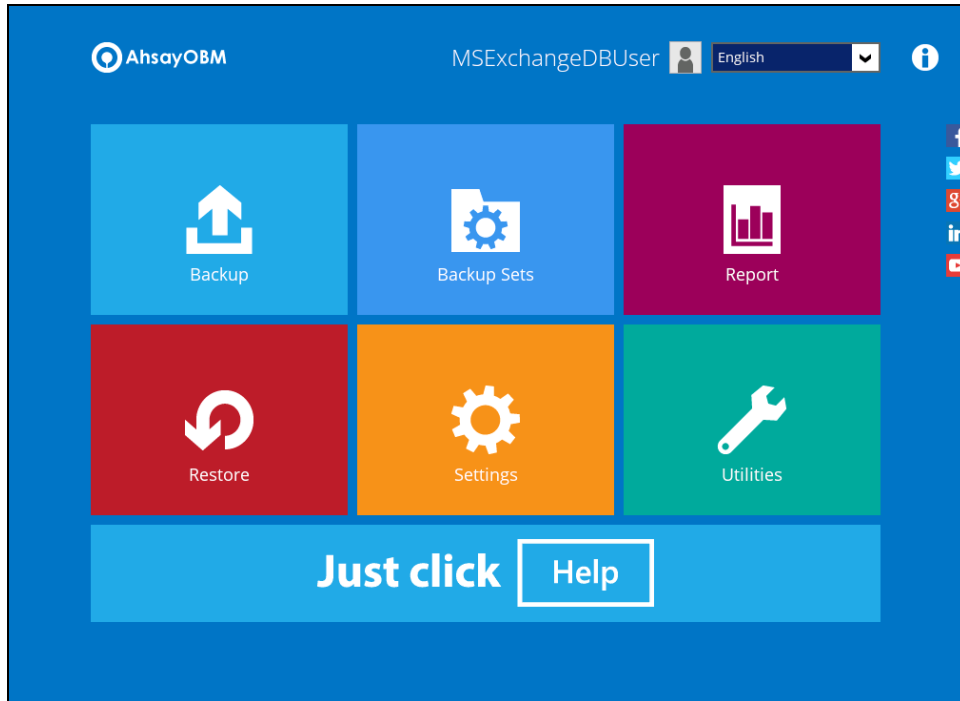 AhsayOBM
MSExchangeDBUser
English
Backup
Backup Sets
Report
Restore
Settings
Utilities
Just click Help